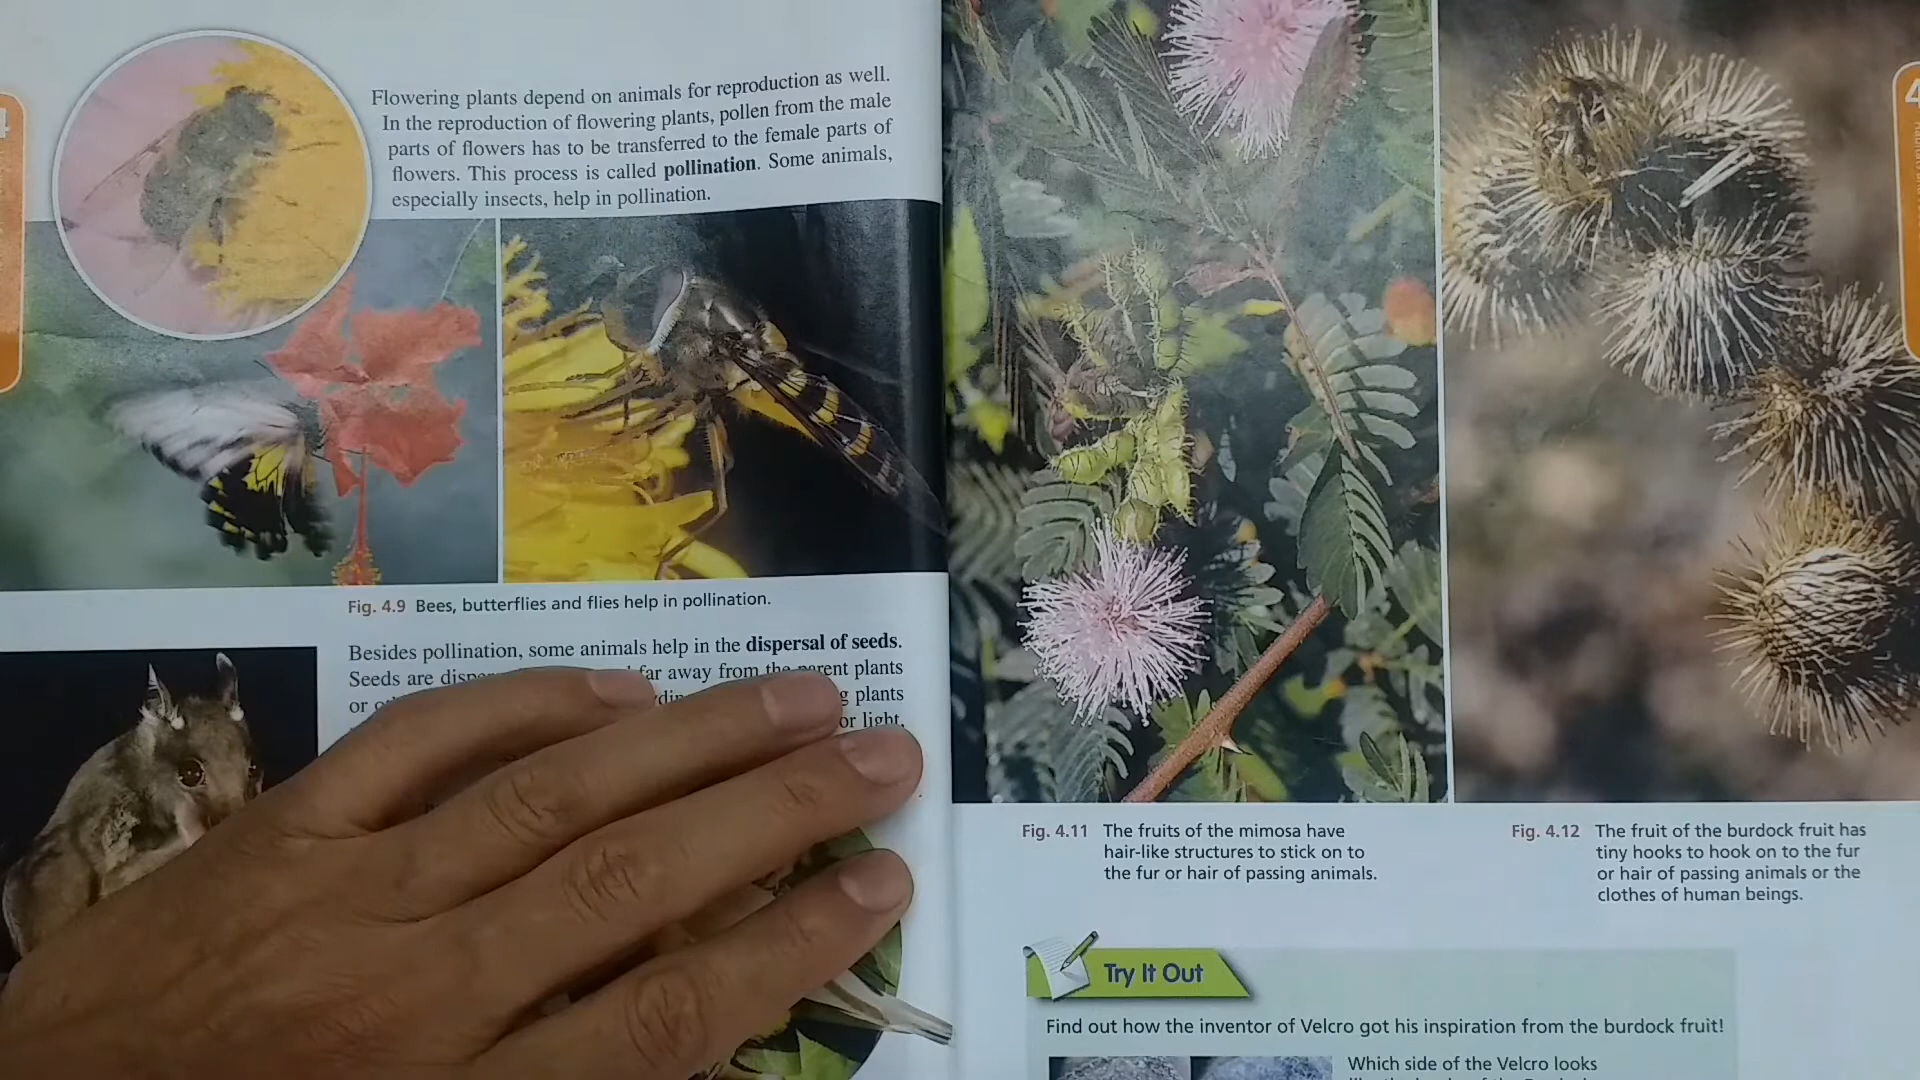 Flowering plants depend on animals for reproduction as well.
In the reproduction of flowering plants, pollen from the male
parts of flowers has to be transferred to the female parts of
flowers. This process is called pollination. Some animals,
especially insects, help in pollination.
Fig. 4.9 Bees, butterflies and flies help in pollination.
Besides pollination, some animals help in the dispersal of seeds.
Seeds are far away from the parent plants
or plants
or light,
4
Fig. 4.11 The fruits of the mimosa have
hair-like structures to stick on to
the fur or hair of passing animals.
Fig. 4.12 The fruit of the burdock fruit has
tiny hooks to hook on to the fur
or hair of passing animals or the
clothes of human beings.
Try It Out
Find out how the inventor of Velcro got his inspiration from the burdock fruit!
Which side of the Velcro looks